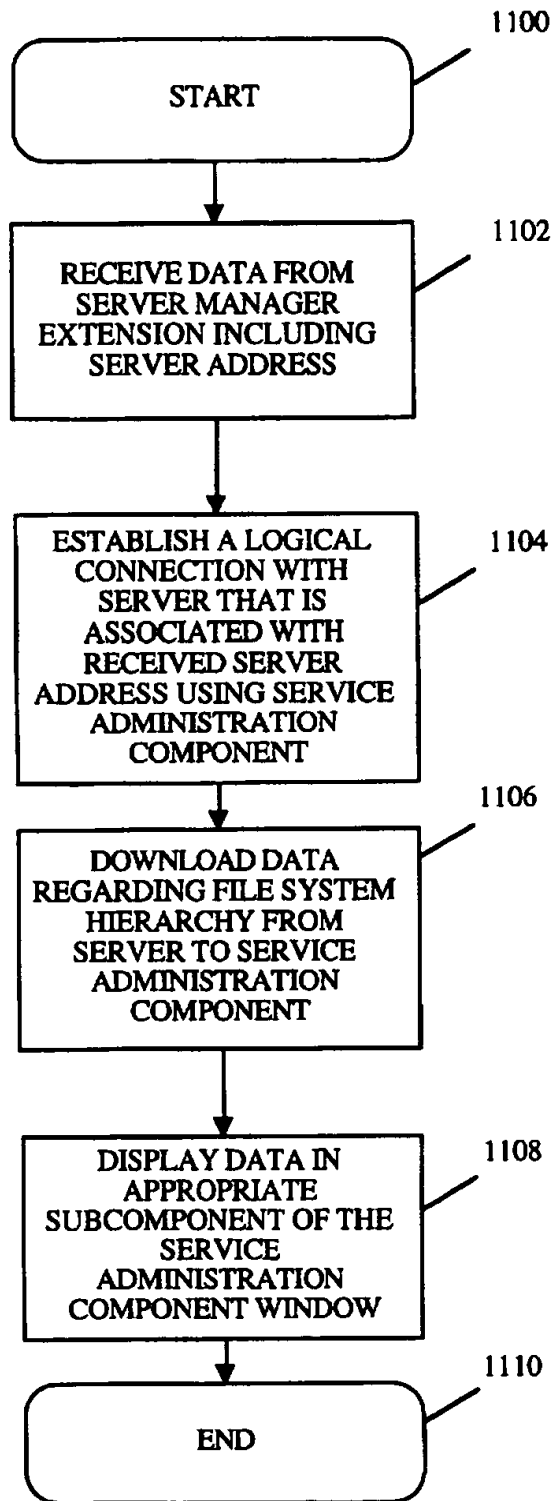 1100
START
1102
RECEIVE DATA FROM
SERVER MANAGER
EXTENSION INCLUDING
SERVER ADDRESS
1104
ESTABLISH A LOGICAL
CONNECTION WITH
SERVER THAT IS
ASSOCIATED WITH
RECEIVED SERVER
ADDRESS USING SERVICE
ADMINISTRATION
COMPONENT
1106
DOWNLOAD DATA
REGARDING FILE SYSTEM
HIERARCHY FROM
SERVER TO SERVICE
ADMINISTRATION
COMPONENT
1108
DISPLAY DATA IN
APPROPRIATE
SUBCOMPONENT OF THE
SERVICE
ADMINISTRATION
COMPONENT WINDOW
1110
END